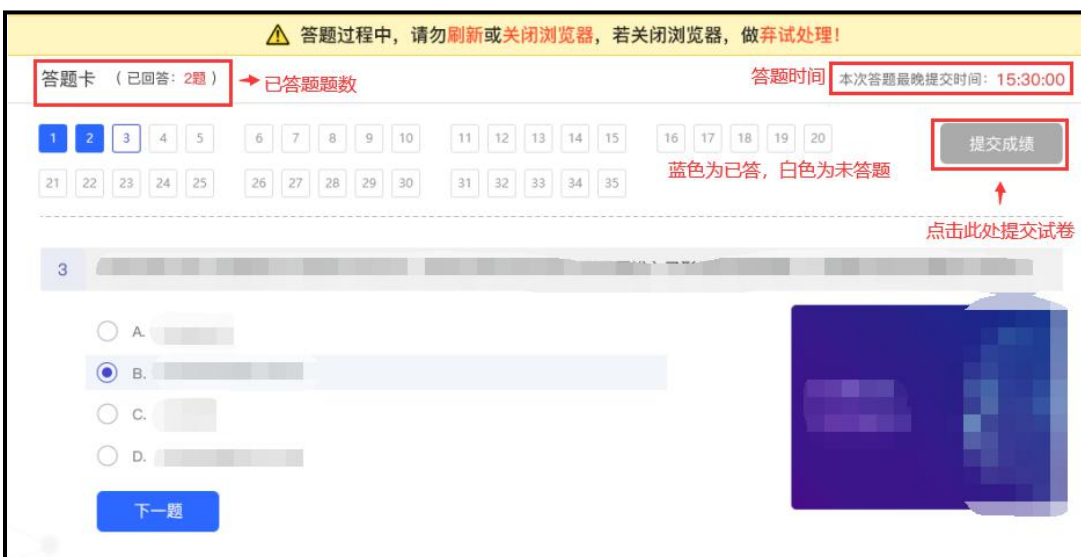 答题过程中，请勿刷新或关闭浏览器，若关闭浏览器，做弃试处理！
答题卡 （已回答：2题） 已答题题数 答题时间 本次答题最晚提交时间：15:30:00
1 2 3 4 5 6 7 8 9 10 11 12 13 14 15 16 17 18 19 20 提交成绩
蓝色为已答，白色为未答题
21 22 23 24 25 26 27 28 29 30 31 32 33 34 35
点击此处提交试卷
3
A.
B.
C.
D.
下一题